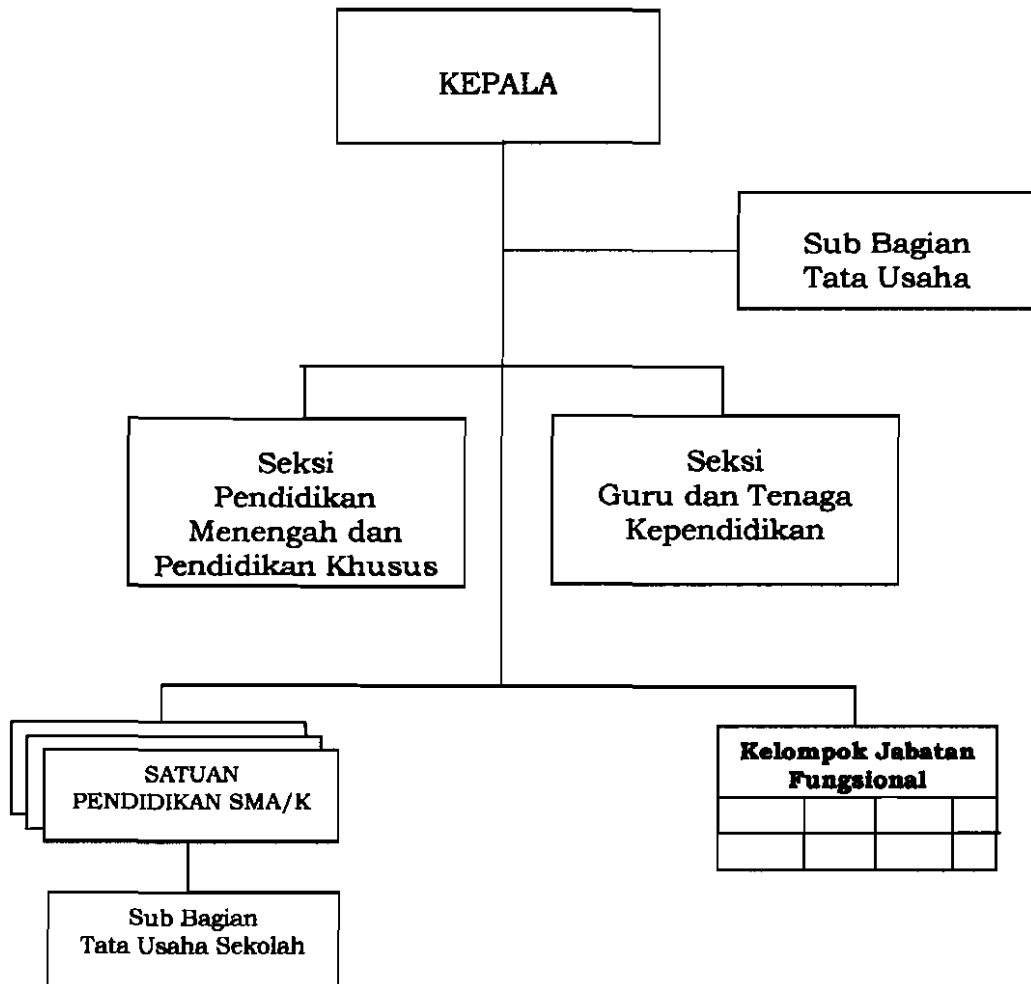 KEPALA
Sub Bagian
Tata Usaha
Seksi
Pendidikan
Menengah dan
Pendidikan Khusus
Seksi
Guru dan Tenaga
Kependidikan
SATUAN
PENDIDIKAN SMA/K
Kelompok Jabatan
Fungsional
Sub Bagian
Tata Usaha Sekolah